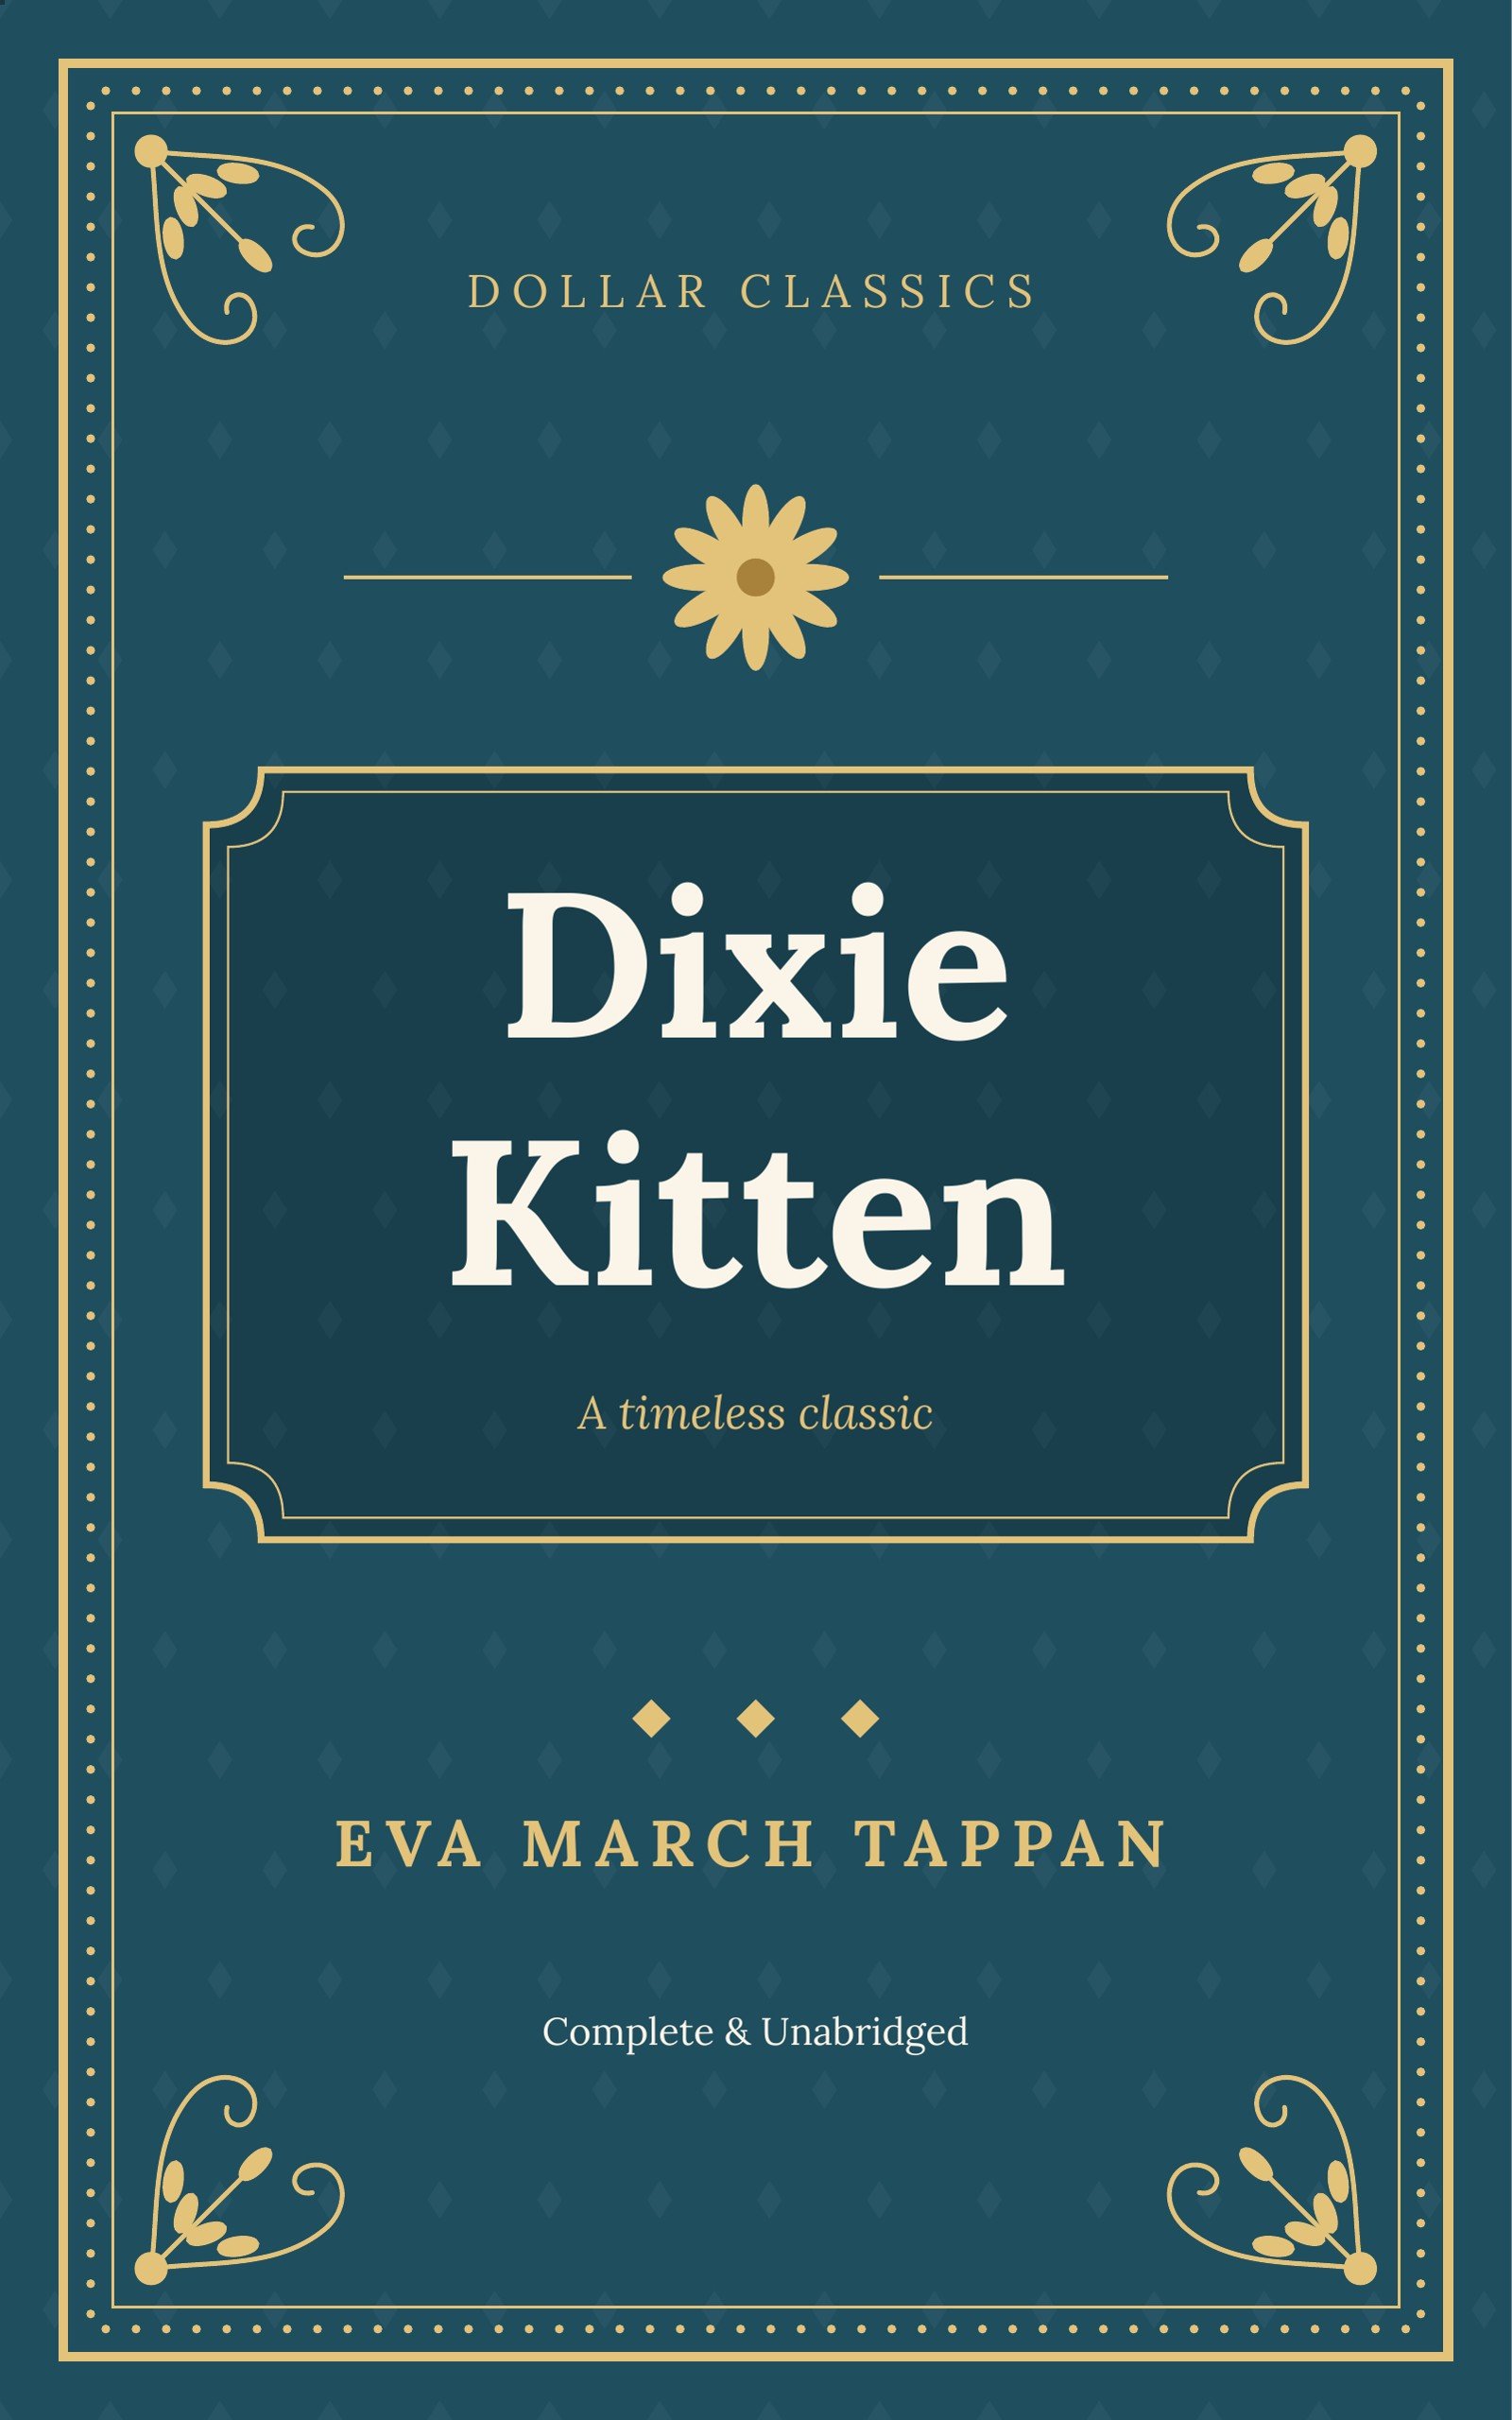 DOLLAR CLASSICS
Dixie
Kitten
A timeless classic
EVA MARCH TAPPAN
Complete & Unabridged